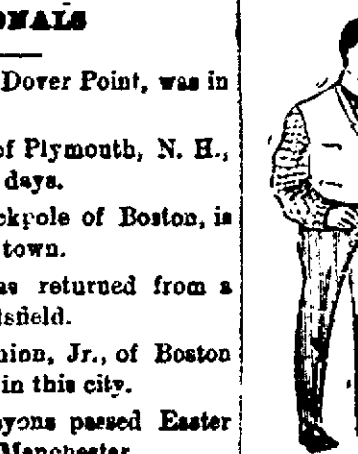 ONALS
Dover Point, was in
of Plymouth, N. H.,
days.
ckpole of Boston, is
town.
as returned from a
tsfield.
nion, Jr., of Boston
in this city.
yons passed Easter
Manchester